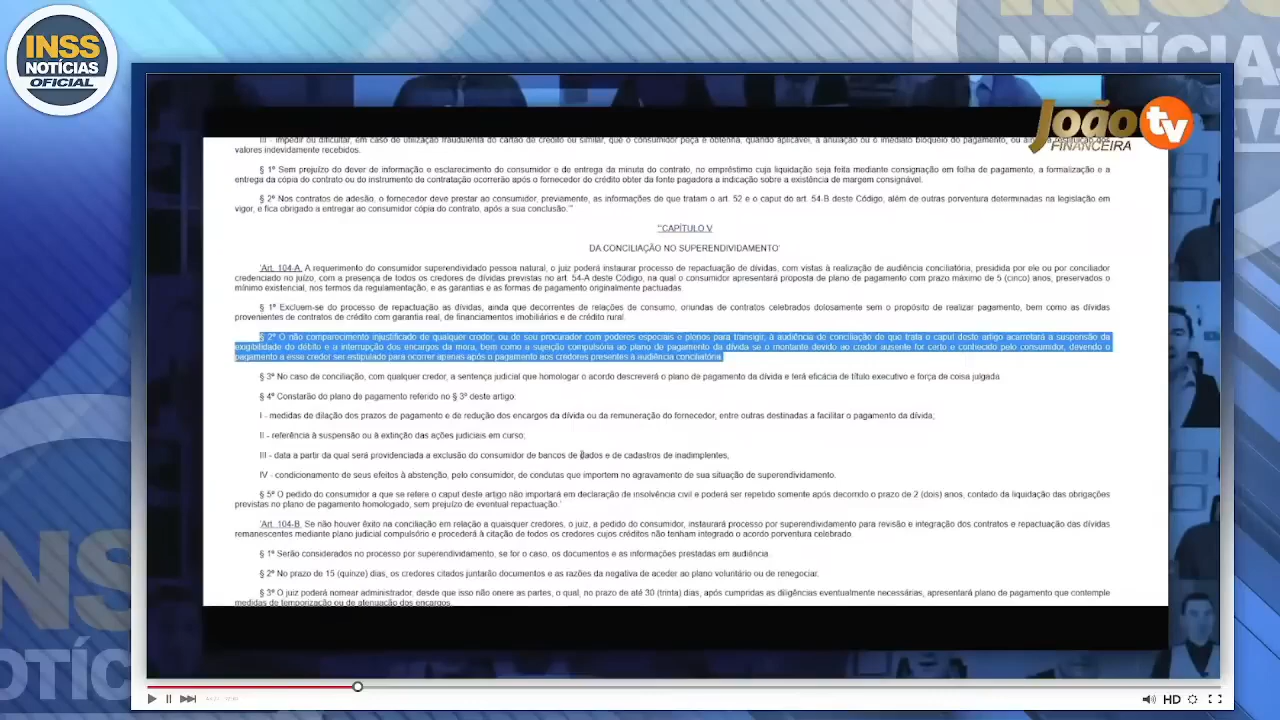 INSS
NOTÍCIAS
OFICIAL
INSS
NOTÍCIAS
João tv
FINANCEIRA
III - impedir ou dificultar, em caso de utilização fraudulenta do cartão de crédito ou similar, que o consumidor peça e obtenha, quando aplicável, a anulação ou o imediato bloqueio do pagamento, ou
valores indevidamente recebidos.
§ 1º Sem prejuízo do dever de informação e esclarecimento do consumidor e de entrega da minuta do contrato, no empréstimo cuja liquidação seja feita mediante consignação em folha de pagamento, a formalização e a
entrega da cópia do contrato ou do instrumento de contratação ocorrerão após o fornecedor do crédito obter da fonte pagadora a indicação sobre a existência de margem consignável.
§ 2º Nos contratos de adesão, o fornecedor deve prestar ao consumidor, previamente, as informações de que tratam o art. 52 e o caput do art. 54-B deste Código, além de outras porventura determinadas na legislação em
vigor, e fica obrigado a entregar ao consumidor cópia do contrato, após a sua conclusão.'"
"CAPÍTULO V
DA CONCILIAÇÃO NO SUPERENDIVIDAMENTO'
'Art. 104-A. A requerimento do consumidor superendividado pessoa natural, o juiz poderá instaurar processo de repactuação de dívidas, com vistas à realização de audiência conciliatória, presidida por ele ou por conciliador
credenciado no juízo, com a presença de todos os credores de dívidas previstas no art. 54-A deste Código, na qual o consumidor apresentará proposta de plano de pagamento com prazo máximo de 5 (cinco) anos, preservados o
mínimo existencial, nos termos da regulamentação, e as garantias e as formas de pagamento originalmente pactuadas.
§ 1º Excluem-se do processo de repactuação as dívidas, ainda que decorrentes de relações de consumo, oriundas de contratos celebrados dolosamente sem o propósito de realizar pagamento, bem como as dívidas
provenientes de contratos de crédito com garantia real, de financiamentos imobiliários e de crédito rural.
§ 2º O não comparecimento injustificado de qualquer credor, ou de seu procurador com poderes especiais e plenos para transigir, à audiência de conciliação de que trata o caput deste artigo acarretará a suspensão da
exigibilidade do débito e a interrupção dos encargos da mora, bem como a sujeição compulsória ao plano de pagamento da dívida se o montante devido ao credor ausente for certo e conhecido pelo consumidor, devendo o
pagamento a esse credor ser estipulado para ocorrer apenas após o pagamento aos credores presentes à audiência conciliatória.
§ 3º No caso de conciliação, com qualquer credor, a sentença judicial que homologar o acordo descreverá o plano de pagamento da dívida e terá eficácia de título executivo e força de coisa julgada
§ 4º Constarão do plano de pagamento referido no § 3º deste artigo:
I - medidas de dilação dos prazos de pagamento e de redução dos encargos da dívida ou da remuneração do fornecedor, entre outras destinadas a facilitar o pagamento da dívida;
II - referência à suspensão ou à extinção das ações judiciais em curso;
III - data a partir da qual será providenciada a exclusão do consumidor de bancos de dados e de cadastros de inadimplentes,
IV - condicionamento de seus efeitos à abstenção, pelo consumidor, de condutas que importem no agravamento de sua situação de superendividamento.
§ 5º O pedido do consumidor a que se refere o caput deste artigo não importará em declaração de insolvência civil e poderá ser repetido somente após decorrido o prazo de 2 (dois) anos, contado da liquidação das obrigações
previstas no plano de pagamento homologado, sem prejuízo de eventual repactuação.'
'Art. 104-B. Se não houver êxito na conciliação em relação a quaisquer credores, o juiz, a pedido do consumidor, instaurará processo por superendividamento para revisão e integração dos contratos e repactuação das dívidas
remanescentes mediante plano judicial compulsório e procederá à citação de todos os credores cujos créditos não tenham integrado o acordo porventura celebrado
§ 1º Serão considerados no processo por superendividamento, se for o caso, os documentos e as informações prestadas em audiência.
§ 2º No prazo de 15 (quinze) dias, os credores citados juntarão documentos e as razões da negativa de aceder ao plano voluntário ou de renegociar.
§ 3º O juiz poderá nomear administrador, desde que isso não onere as partes, o qual, no prazo de até 30 (trinta) dias, após cumpridas as diligências eventualmente necessárias, apresentará plano de pagamento que contemple
medidas de temporização ou de atenuação dos encargos.
HD